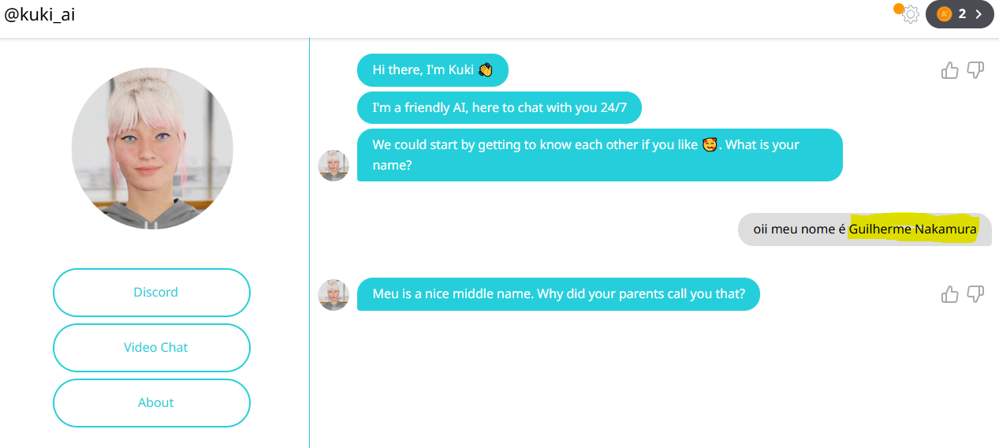 @kuki_ai
2
Hi there, I'm Kuki 👏
I'm a friendly AI, here to chat with you 24/7
We could start by getting to know each other if you like 🥰. What is your
name?
oii meu nome é Guilherme Nakamura
Meu is a nice middle name. Why did your parents call you that?
Discord
Video Chat
About